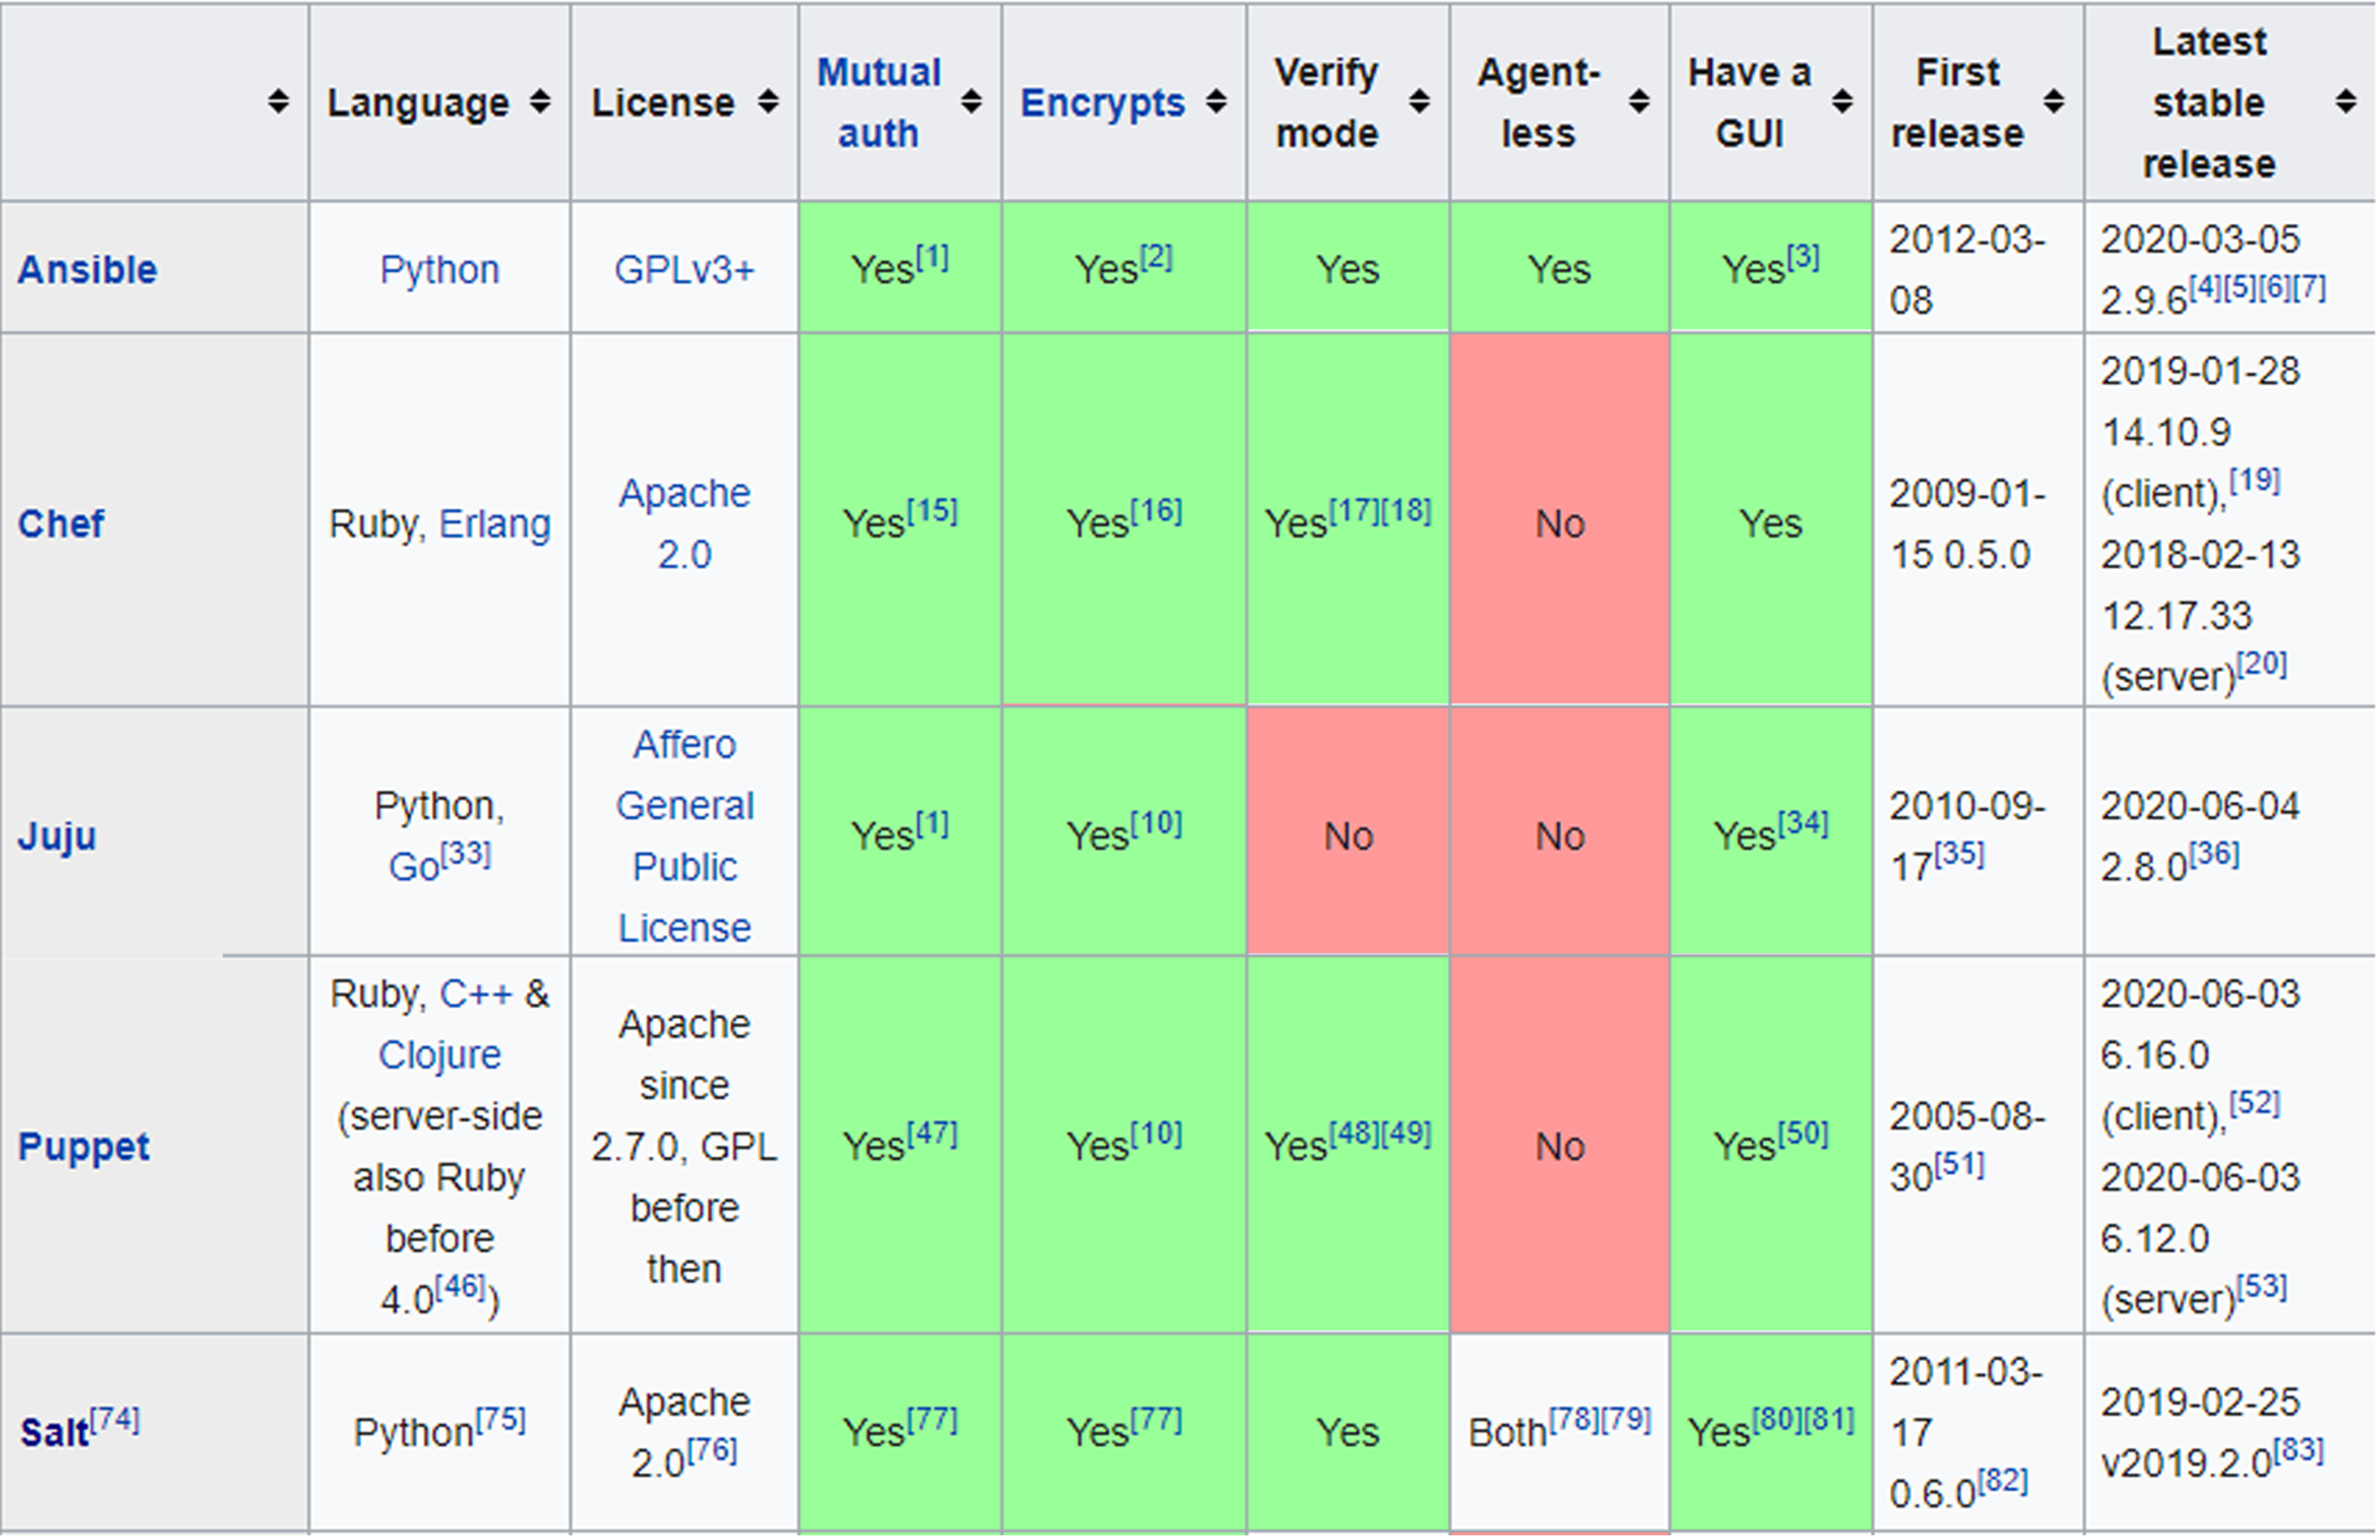 Language
License
Mutual
auth
Encrypts
Verify
mode
Agent-
less
Have a
GUI
First
release
Latest
stable
release
Ansible
Python
GPLv3+
Yes[1]
Yes[2]
Yes
Yes
Yes[3]
2012-03-
08
2020-03-05
2.9.6[4][5][6][7]
Chef
Ruby, Erlang
Apache
2.0
Yes[15]
Yes[16]
Yes[17][18]
No
Yes
2009-01-
15 0.5.0
2019-01-28
14.10.9
(client),[19]
2018-02-13
12.17.33
(server)[20]
Juju
Python,
Go[33]
Affero
General
Public
License
Yes[1]
Yes[10]
No
No
Yes[34]
2010-09-
17[35]
2020-06-04
2.8.0[36]
Puppet
Ruby, C++ &
Clojure
(server-side
also Ruby
before
4.0[46])
Apache
since
2.7.0, GPL
before
then
Yes[47]
Yes[10]
Yes[48][49]
No
Yes[50]
2005-08-
30[51]
2020-06-03
6.16.0
(client),[52]
2020-06-03
6.12.0
(server)[53]
Salt[74]
Python[75]
Apache
2.0[76]
Yes[77]
Yes[77]
Yes
Both[78][79]
Yes[80][81]
2011-03-
17
0.6.0[82]
2019-02-25
v2019.2.0[83]